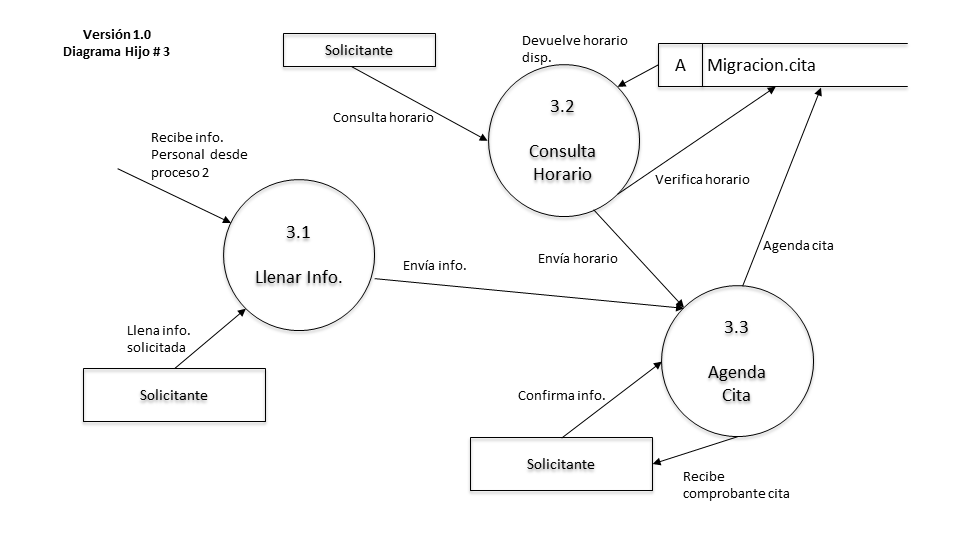 Versión 1.0
Diagrama Hijo # 3
Solicitante
Devuelve horario
disp.
A
Migracion.cita
3.2
Consulta
Horario
Consulta horario
Recibe info.
Personal desde
proceso 2
Verifica horario
3.1
Llenar Info.
Envía info.
Envía horario
Agenda cita
Llena info.
solicitada
Solicitante
3.3
Agenda
Cita
Confirma info.
Solicitante
Recibe
comprobante cita